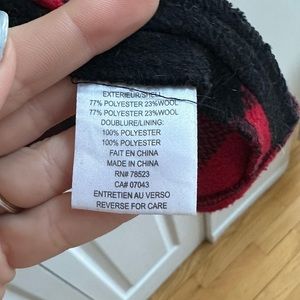 EXTERIEUR/SHELL
77% POLYESTER 23%WOOL
77% POLYESTER 23%WOOL
DOUBLURE/LINING:
100% POLYESTER
100% POLYESTER
FAIT EN CHINA
MADE IN CHINA
RN# 78523
CA# 07043
ENTRETIEN AU VERSO
REVERSE FOR CARE